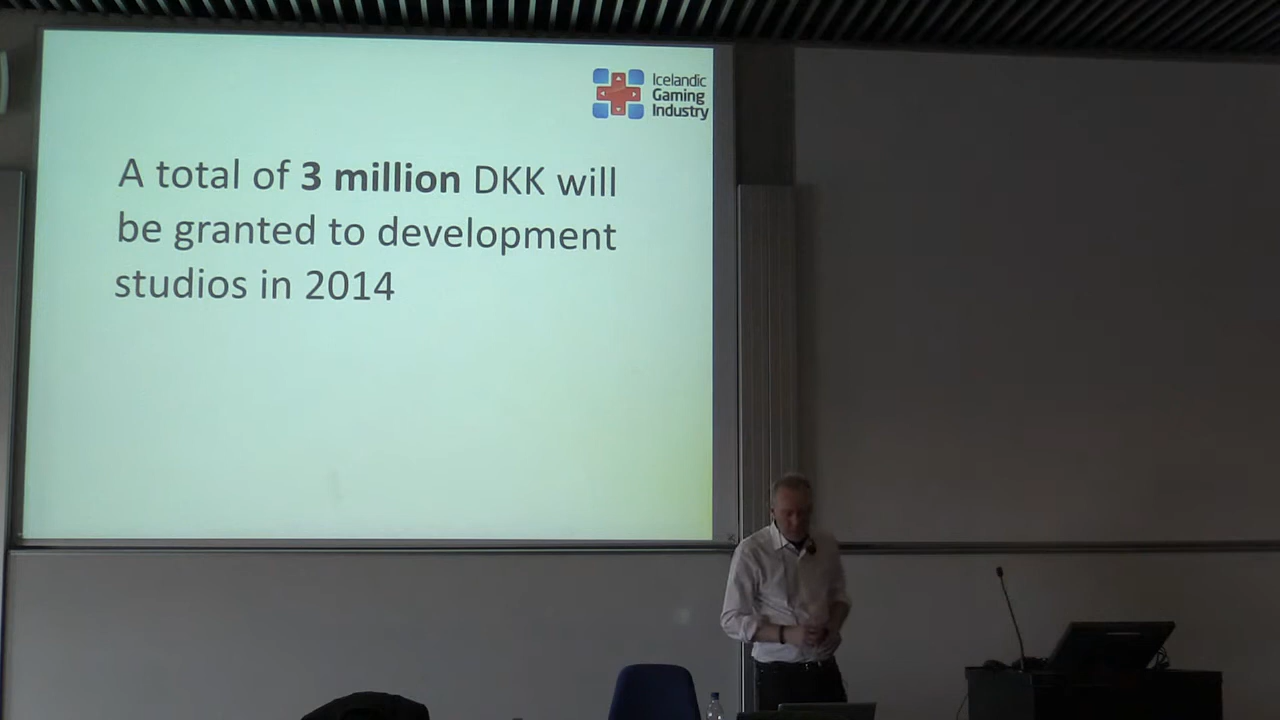 Icelandic
Gaming
Industry
A total of 3 million DKK will
be granted to development
studios in 2014